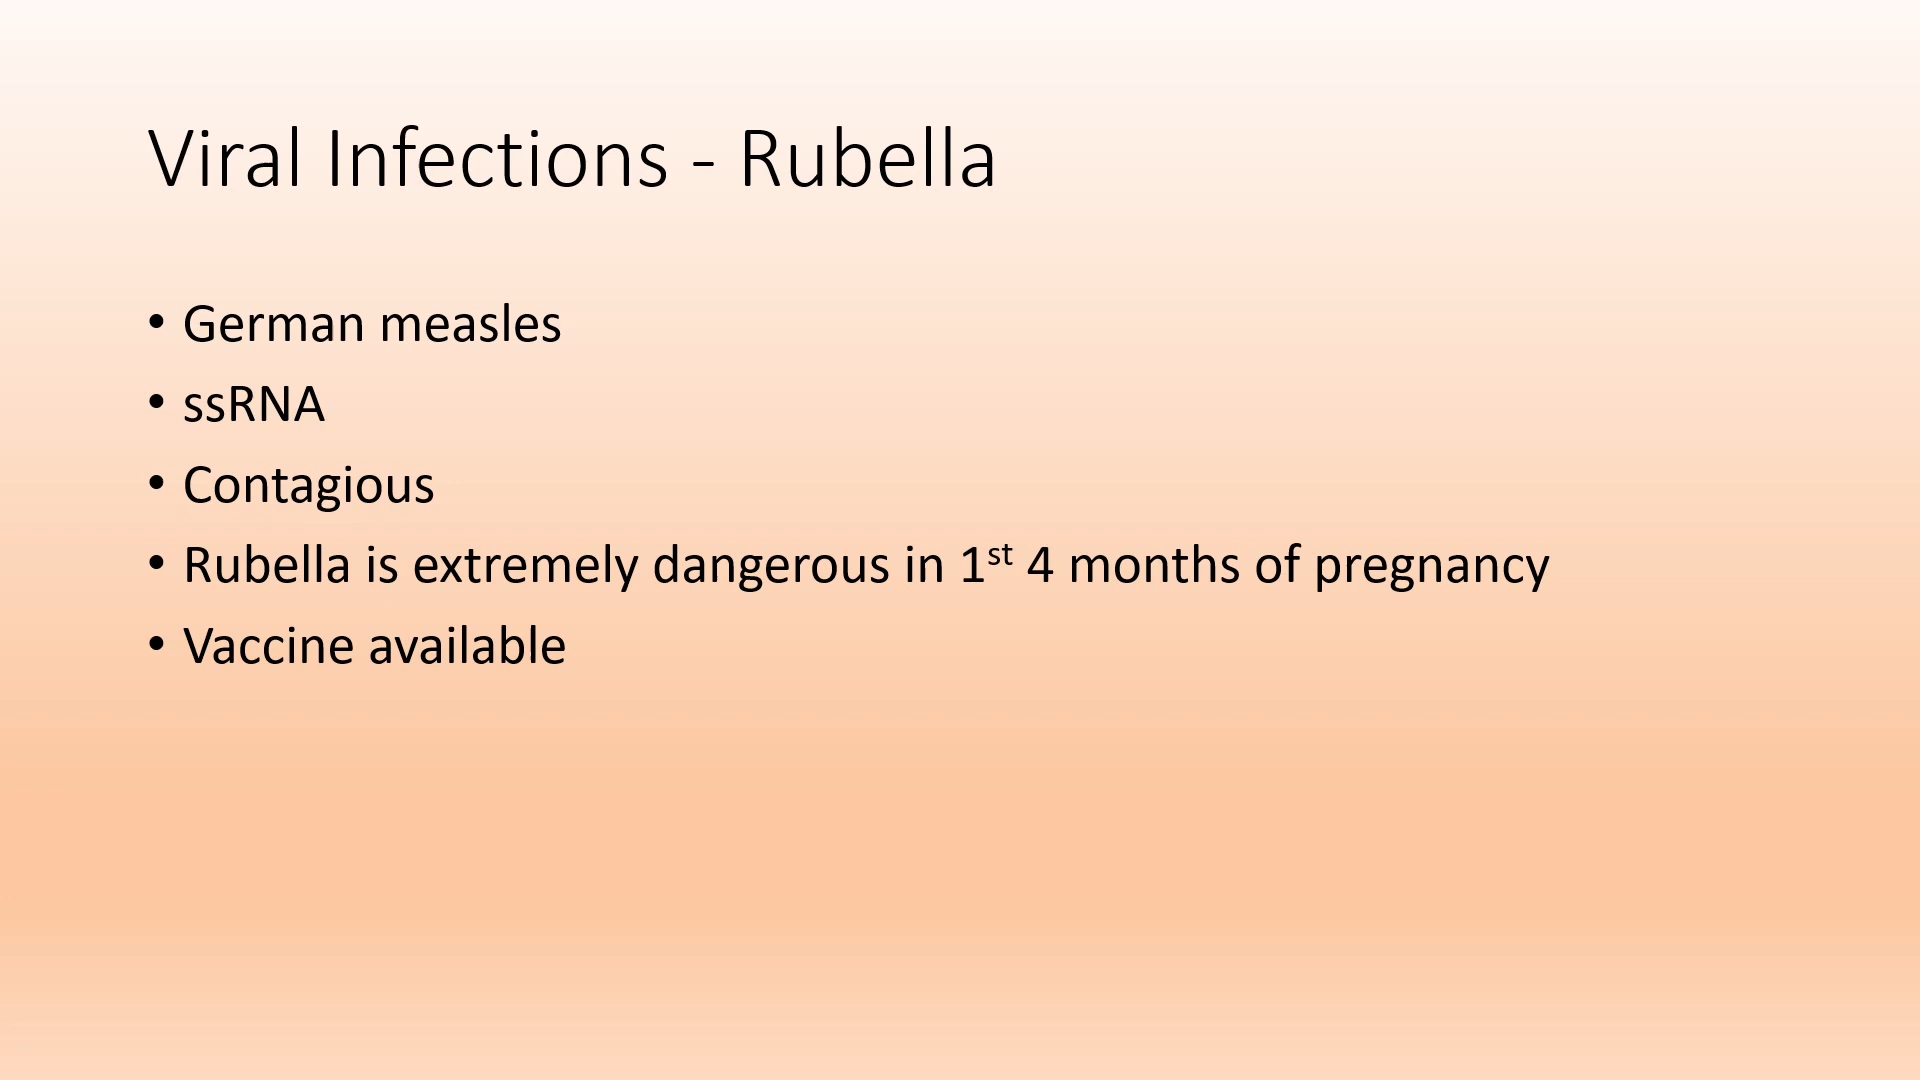 Viral Infections - Rubella
• German measles
• ssRNA
• Contagious
• Rubella is extremely dangerous in 1st 4 months of pregnancy
• Vaccine available